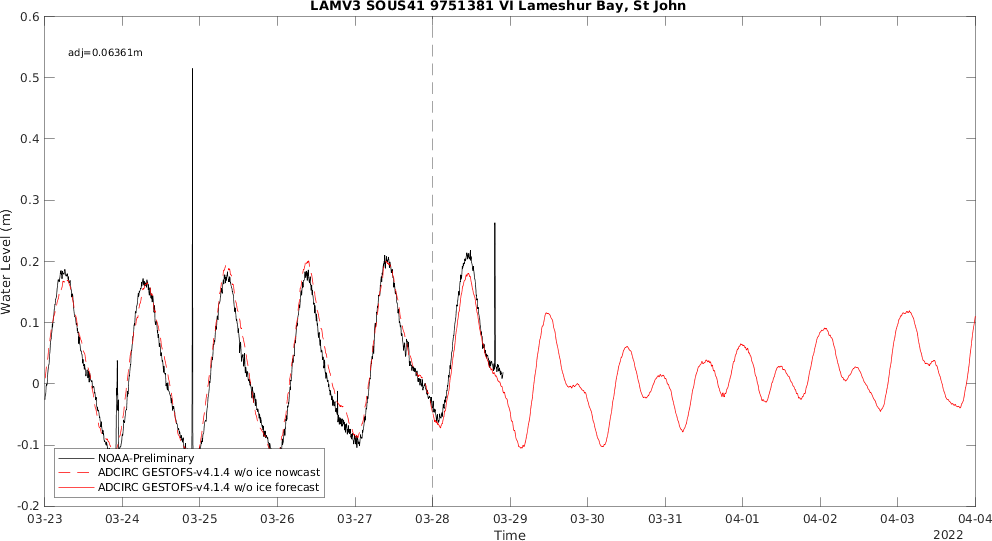 LAMV3 SOUS41 9751381 VI Lameshur Bay, St John
0.6
adj=0.06361m
0.5
0.4
0.3
0.2
0.1
0
-0.1
-0.2
Water Level (m)
NOAA-Preliminary
ADCIRC GESTOFS-v4.1.4 w/o ice nowcast
ADCIRC GESTOFS-v4.1.4 w/o ice forecast
03-23 03-24 03-25 03-26 03-27 03-28 03-29 03-30 03-31 04-01 04-02 04-03 04-04
Time
2022